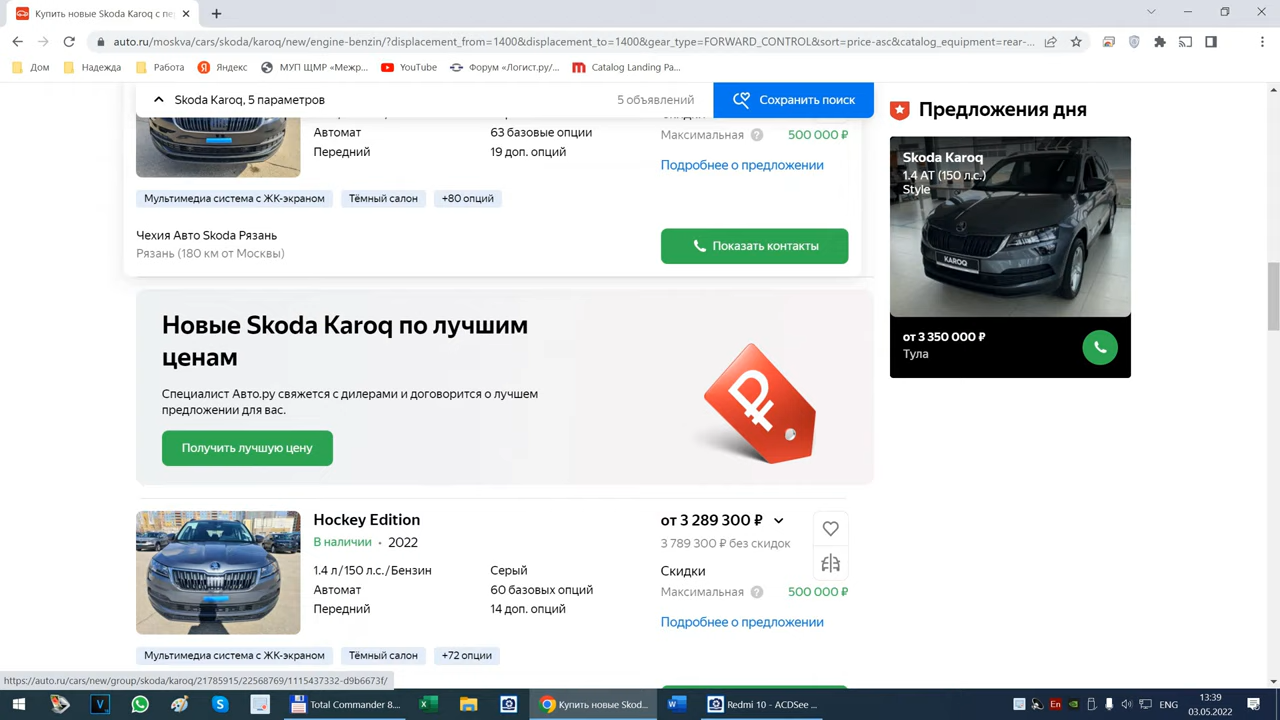 Купить новые Skoda Karoq с пе
auto.ru/moskva/cars/skoda/karoq/new/engine-benzin/?displacement_from=1400&displacement_to=1400&gear_type=FORWARD_CONTROL&sort=price-asc&catalog_equipment=rear-...
Дом
Надежда
Работа
Яндекс
МУП ЩМР «Межр...
YouTube
Форум «Логист.ру/...
Catalog Landing Pa...
Skoda Karoq, 5 параметров
5 объявлений
Сохранить поиск
Автомат
63 базовые опции
Максимальная ?
500 000 ₽
Передний
19 доп. опций
Подробнее о предложении
Мультимедиа система с ЖК-экраном
Тёмный салон
+80 опций
Чехия Авто Skoda Рязань
Рязань (180 км от Москвы)
Показать контакты
Новые Skoda Karoq по лучшим
ценам
Специалист Авто.ру свяжется с дилерами и договорится о лучшем
предложении для вас.
Получить лучшую цену
Hockey Edition
от 3 289 300 ₽
В наличии • 2022
3 789 300 ₽ без скидок
1.4 л/150 л.с./Бензин
Серый
Скидки
Автомат
60 базовых опций
Максимальная ?
500 000 ₽
Передний
14 доп. опций
Подробнее о предложении
Мультимедиа система с ЖК-экраном
Тёмный салон
+72 опции
Предложения дня
Skoda Karoq
1.4 AT (150 л.с.)
Style
KAROQ
от 3 350 000 ₽
Тула
https://auto.ru/cars/new/group/skoda/karoq/21785915/22568769/1115437332-d9b6673f/
Total Commander 8....
Купить новые Skod...
Redmi 10 - ACDSee ...
ENG
13:39
03.05.2022